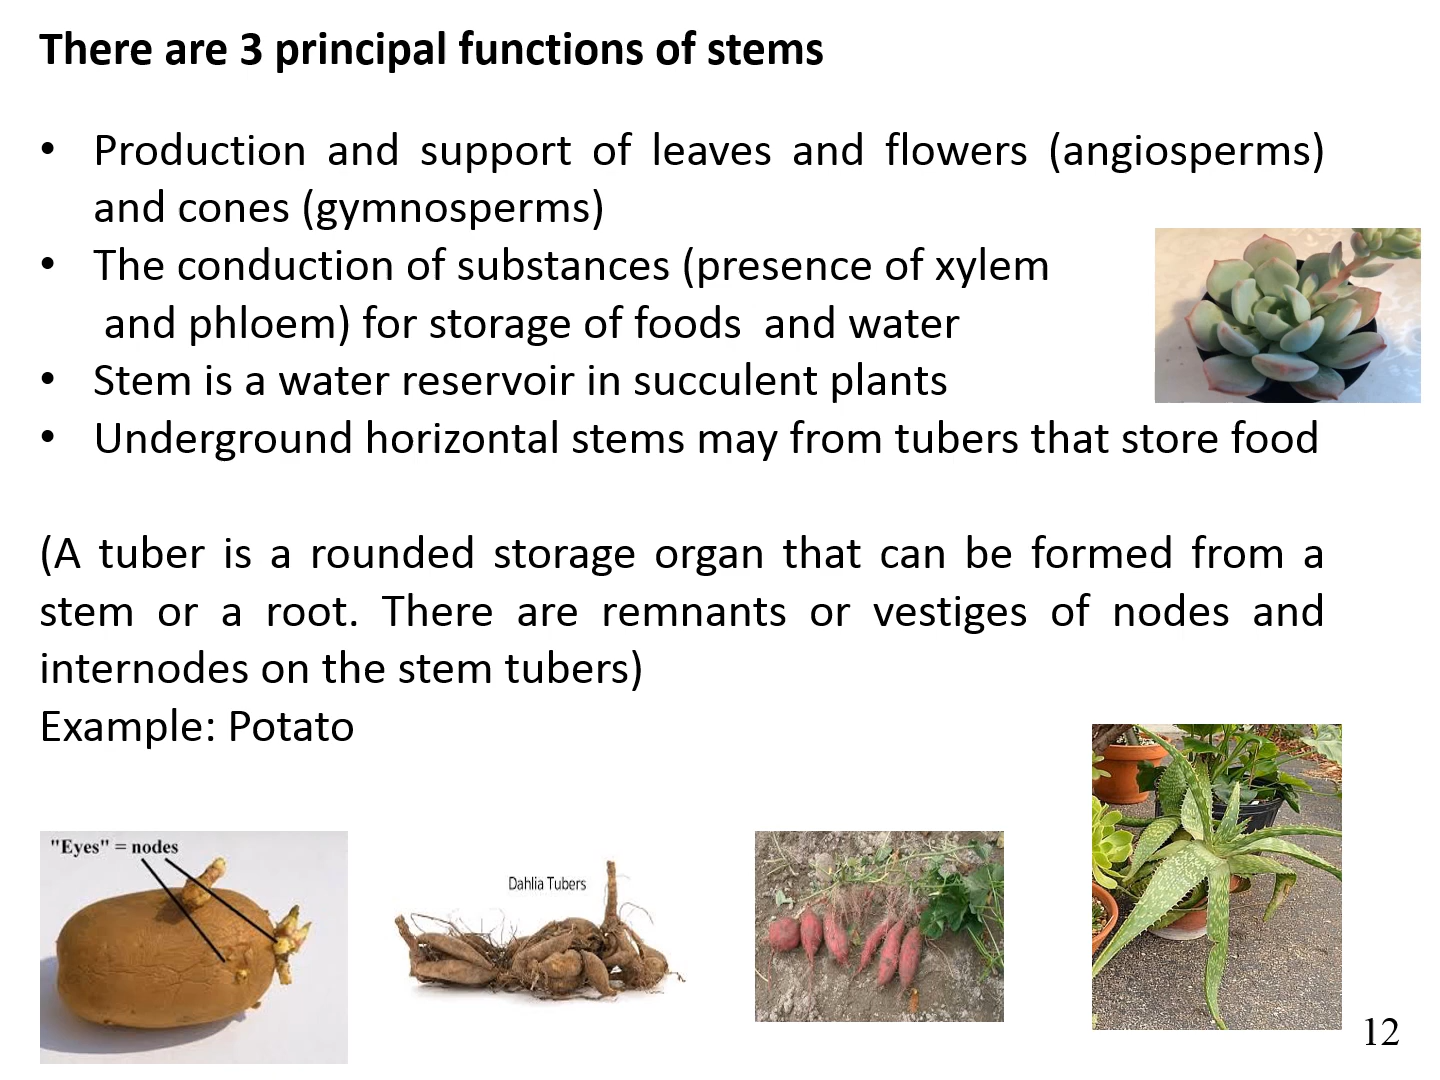 There are 3 principal functions of stems
• Production and support of leaves and flowers (angiosperms)
and cones (gymnosperms)
• The conduction of substances (presence of xylem
and phloem) for storage of foods and water
• Stem is a water reservoir in succulent plants
• Underground horizontal stems may from tubers that store food
(A tuber is a rounded storage organ that can be formed from a
stem or a root. There are remnants or vestiges of nodes and
internodes on the stem tubers)
Example: Potato
"Eyes" = nodes
Dahlia Tubers
12